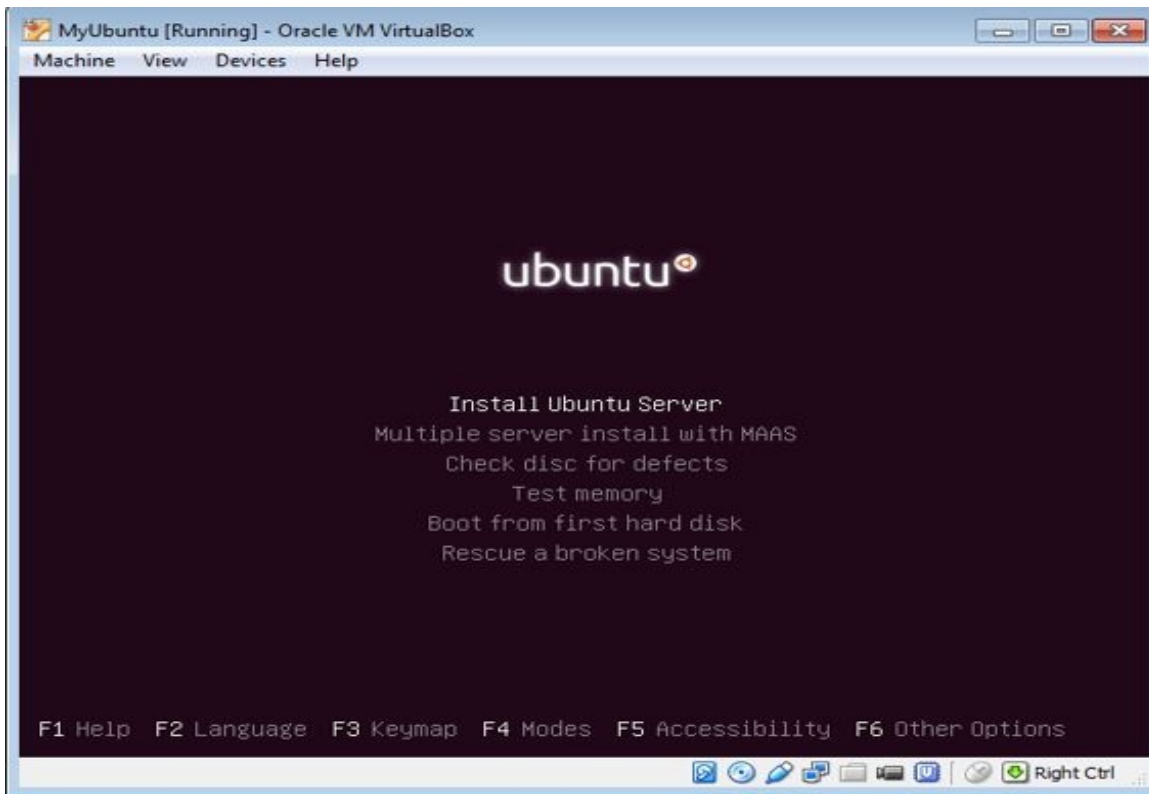 MyUbuntu [Running] - Oracle VM VirtualBox
Machine View Devices Help
ubuntu
Install Ubuntu Server
Multiple server install with MAAS
Check disc for defects
Test memory
Boot from first hard disk
Rescue a broken system
F1 Help F2 Language F3 Keymap F4 Modes F5 Accessibility F6 Other Options
Right Ctrl